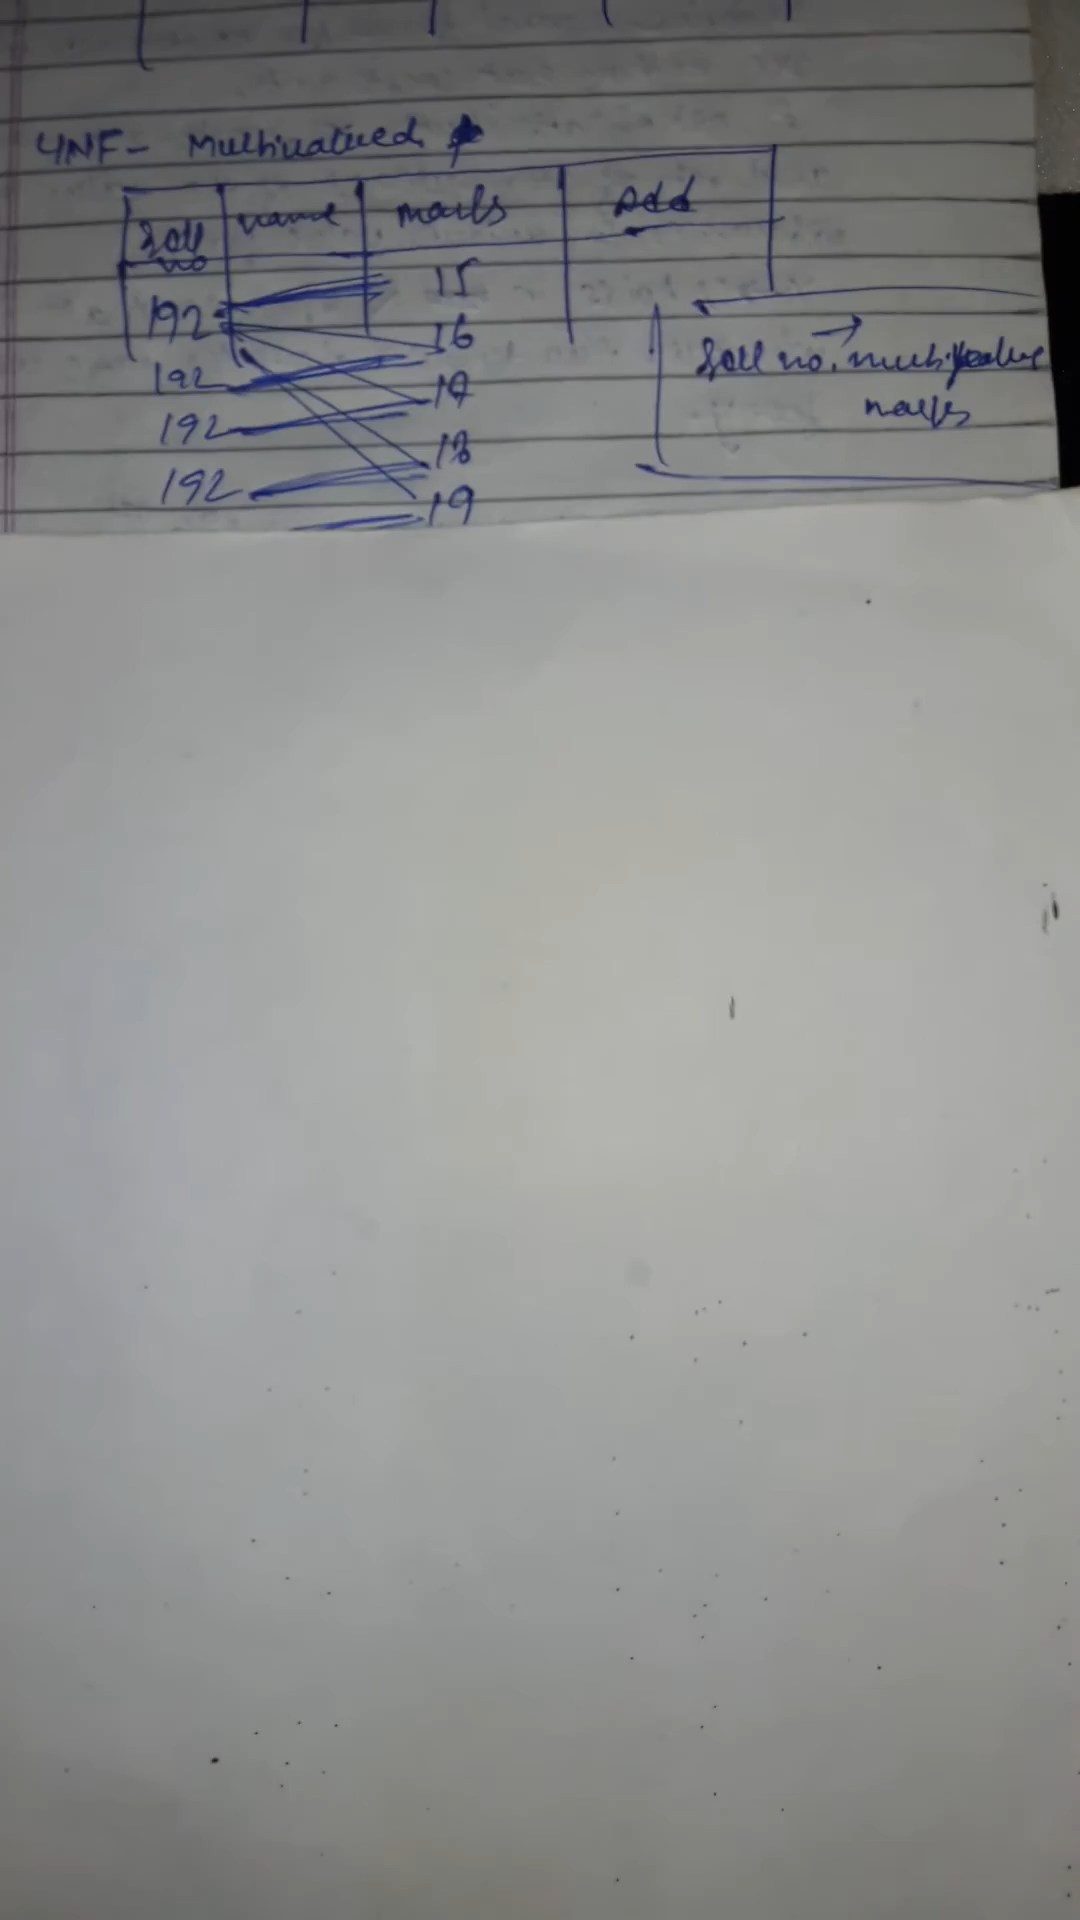 4NF - Multivalued
Roll no name Marks Add
192 15
16
192 17
192 18
192 19
Roll no. → multivalue
marks